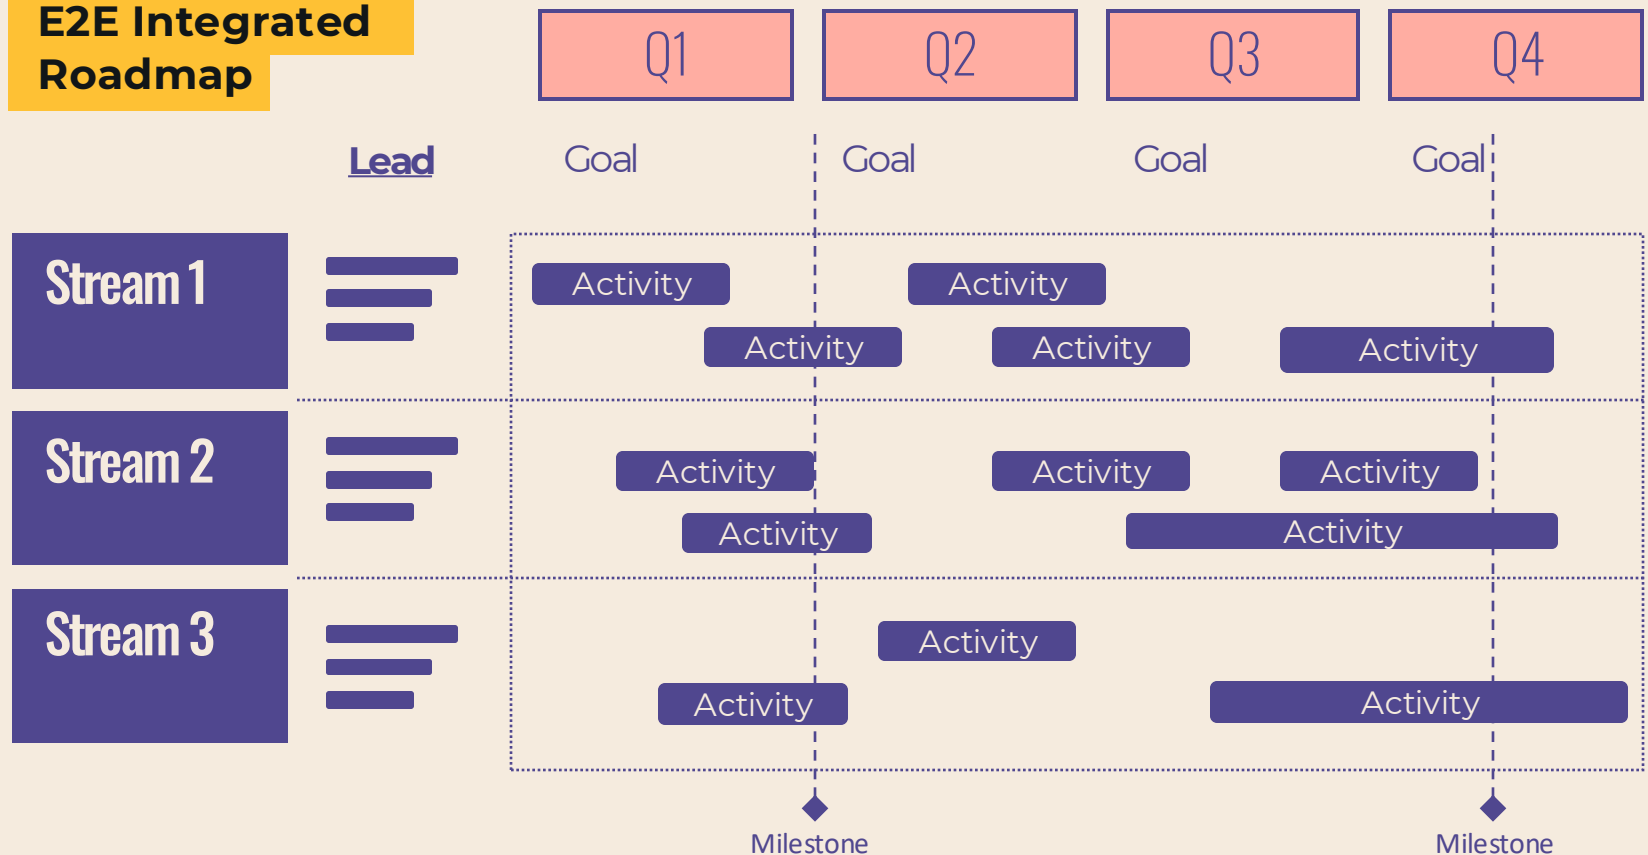 E2E Integrated
Roadmap
Q1 Q2 Q3 Q4
Lead Goal Goal Goal Goal
Stream 1
Activity Activity
Activity Activity Activity
Stream 2
Activity Activity Activity
Activity Activity
Stream 3
Activity
Activity Activity
Milestone Milestone